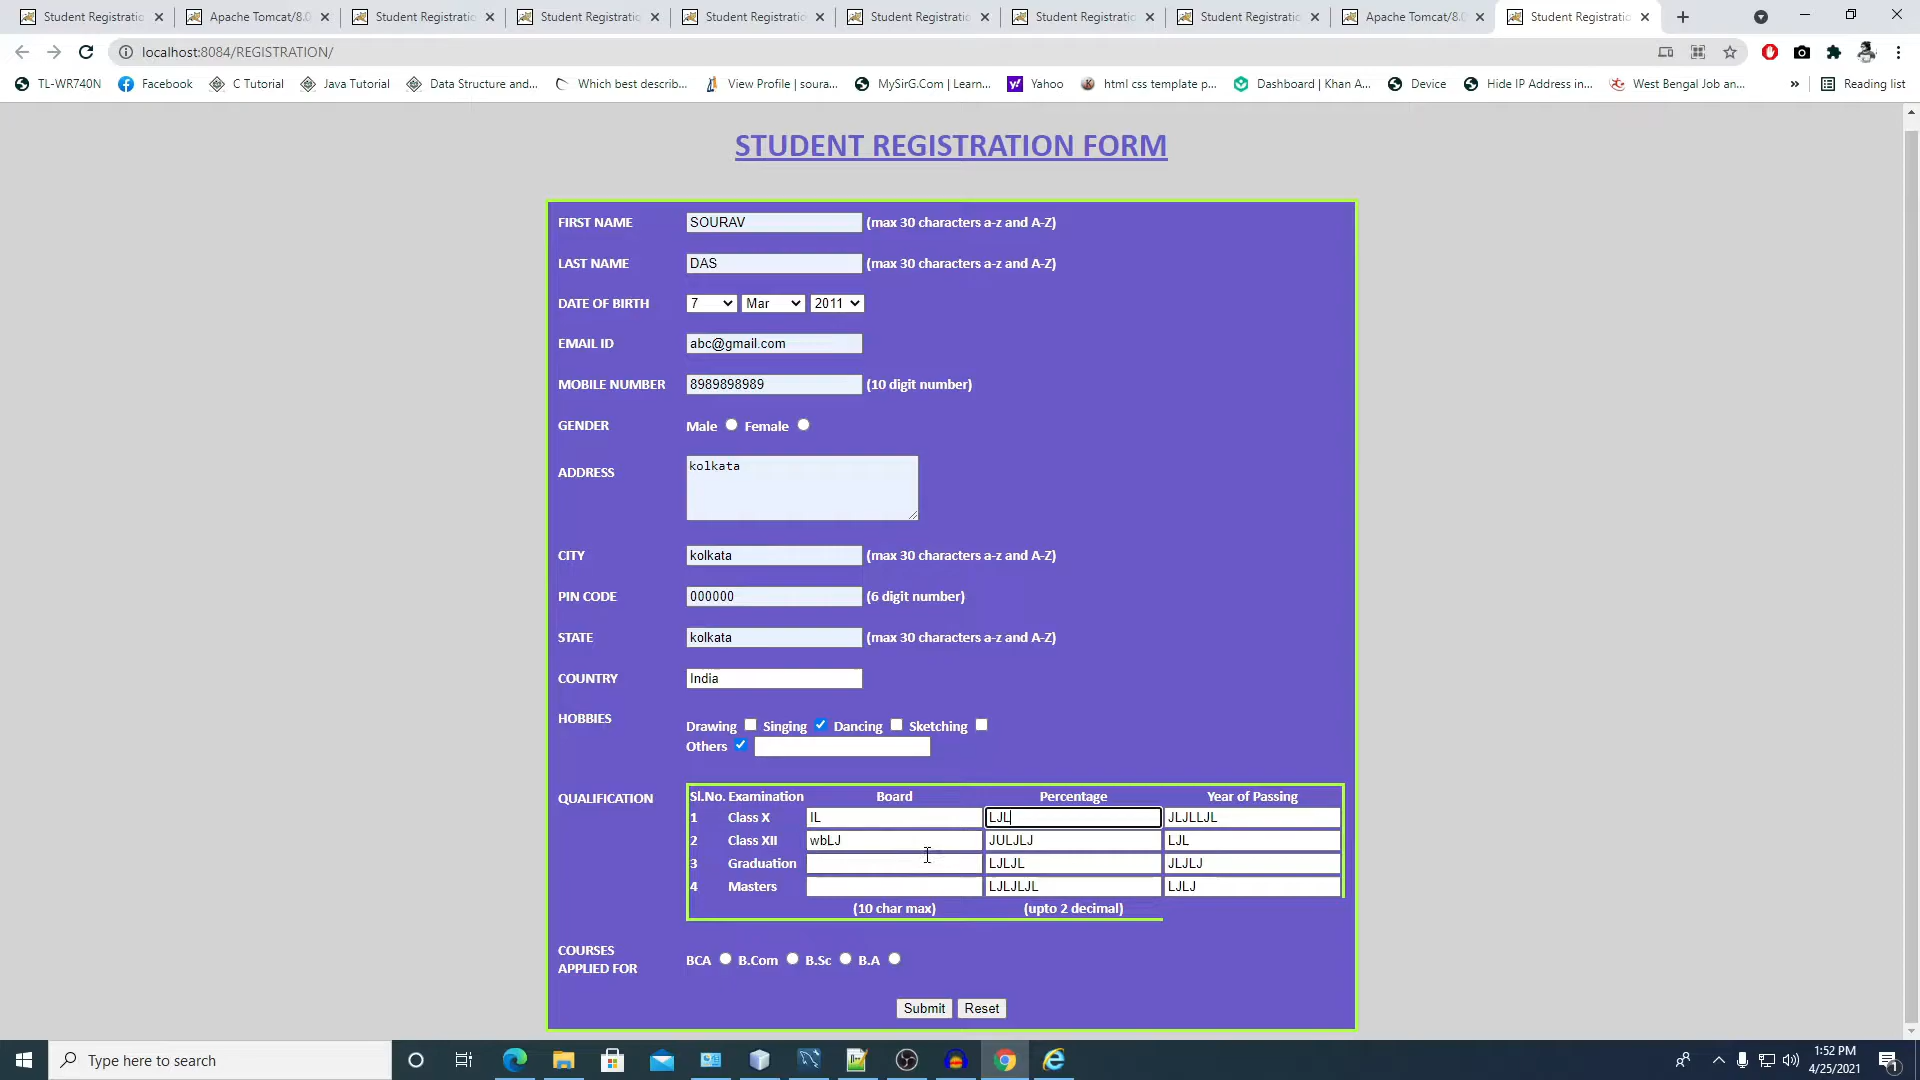 Student Registratio
Apache Tomcat/8.0
Student Registratio
Student Registratio
Student Registratio
Student Registratio
Student Registratio
Student Registratio
Apache Tomcat/8.0
Student Registratio
localhost:8084/REGISTRATION/
TL-WR740N
Facebook
C Tutorial
Java Tutorial
Data Structure and...
Which best describ...
View Profile | soura...
MySirG.Com | Learn...
Yahoo
html css template p...
Dashboard | Khan A...
Device
Hide IP Address in...
West Bengal Job an...
»
Reading list
STUDENT REGISTRATION FORM
FIRST NAME SOURAV (max 30 characters a-z and A-Z)
LAST NAME DAS (max 30 characters a-z and A-Z)
DATE OF BIRTH 7 Mar 2011
EMAIL ID abc@gmail.com
MOBILE NUMBER 8989898989 (10 digit number)
GENDER Male Female
ADDRESS kolkata
CITY kolkata (max 30 characters a-z and A-Z)
PIN CODE 000000 (6 digit number)
STATE kolkata (max 30 characters a-z and A-Z)
COUNTRY India
HOBBIES Drawing Singing Dancing Sketching
Others
QUALIFICATION Sl.No. Examination Board Percentage Year of Passing
1 Class X IL LJL JLJLLJL
2 Class XII wbLJ JULJLJ LJL
3 Graduation LJLJL JLJLJ
4 Masters LJLJLJL LJLJ
(10 char max) (upto 2 decimal)
COURSES
APPLIED FOR BCA B.Com B.Sc B.A
Submit Reset
Type here to search
1:52 PM
4/25/2021
1